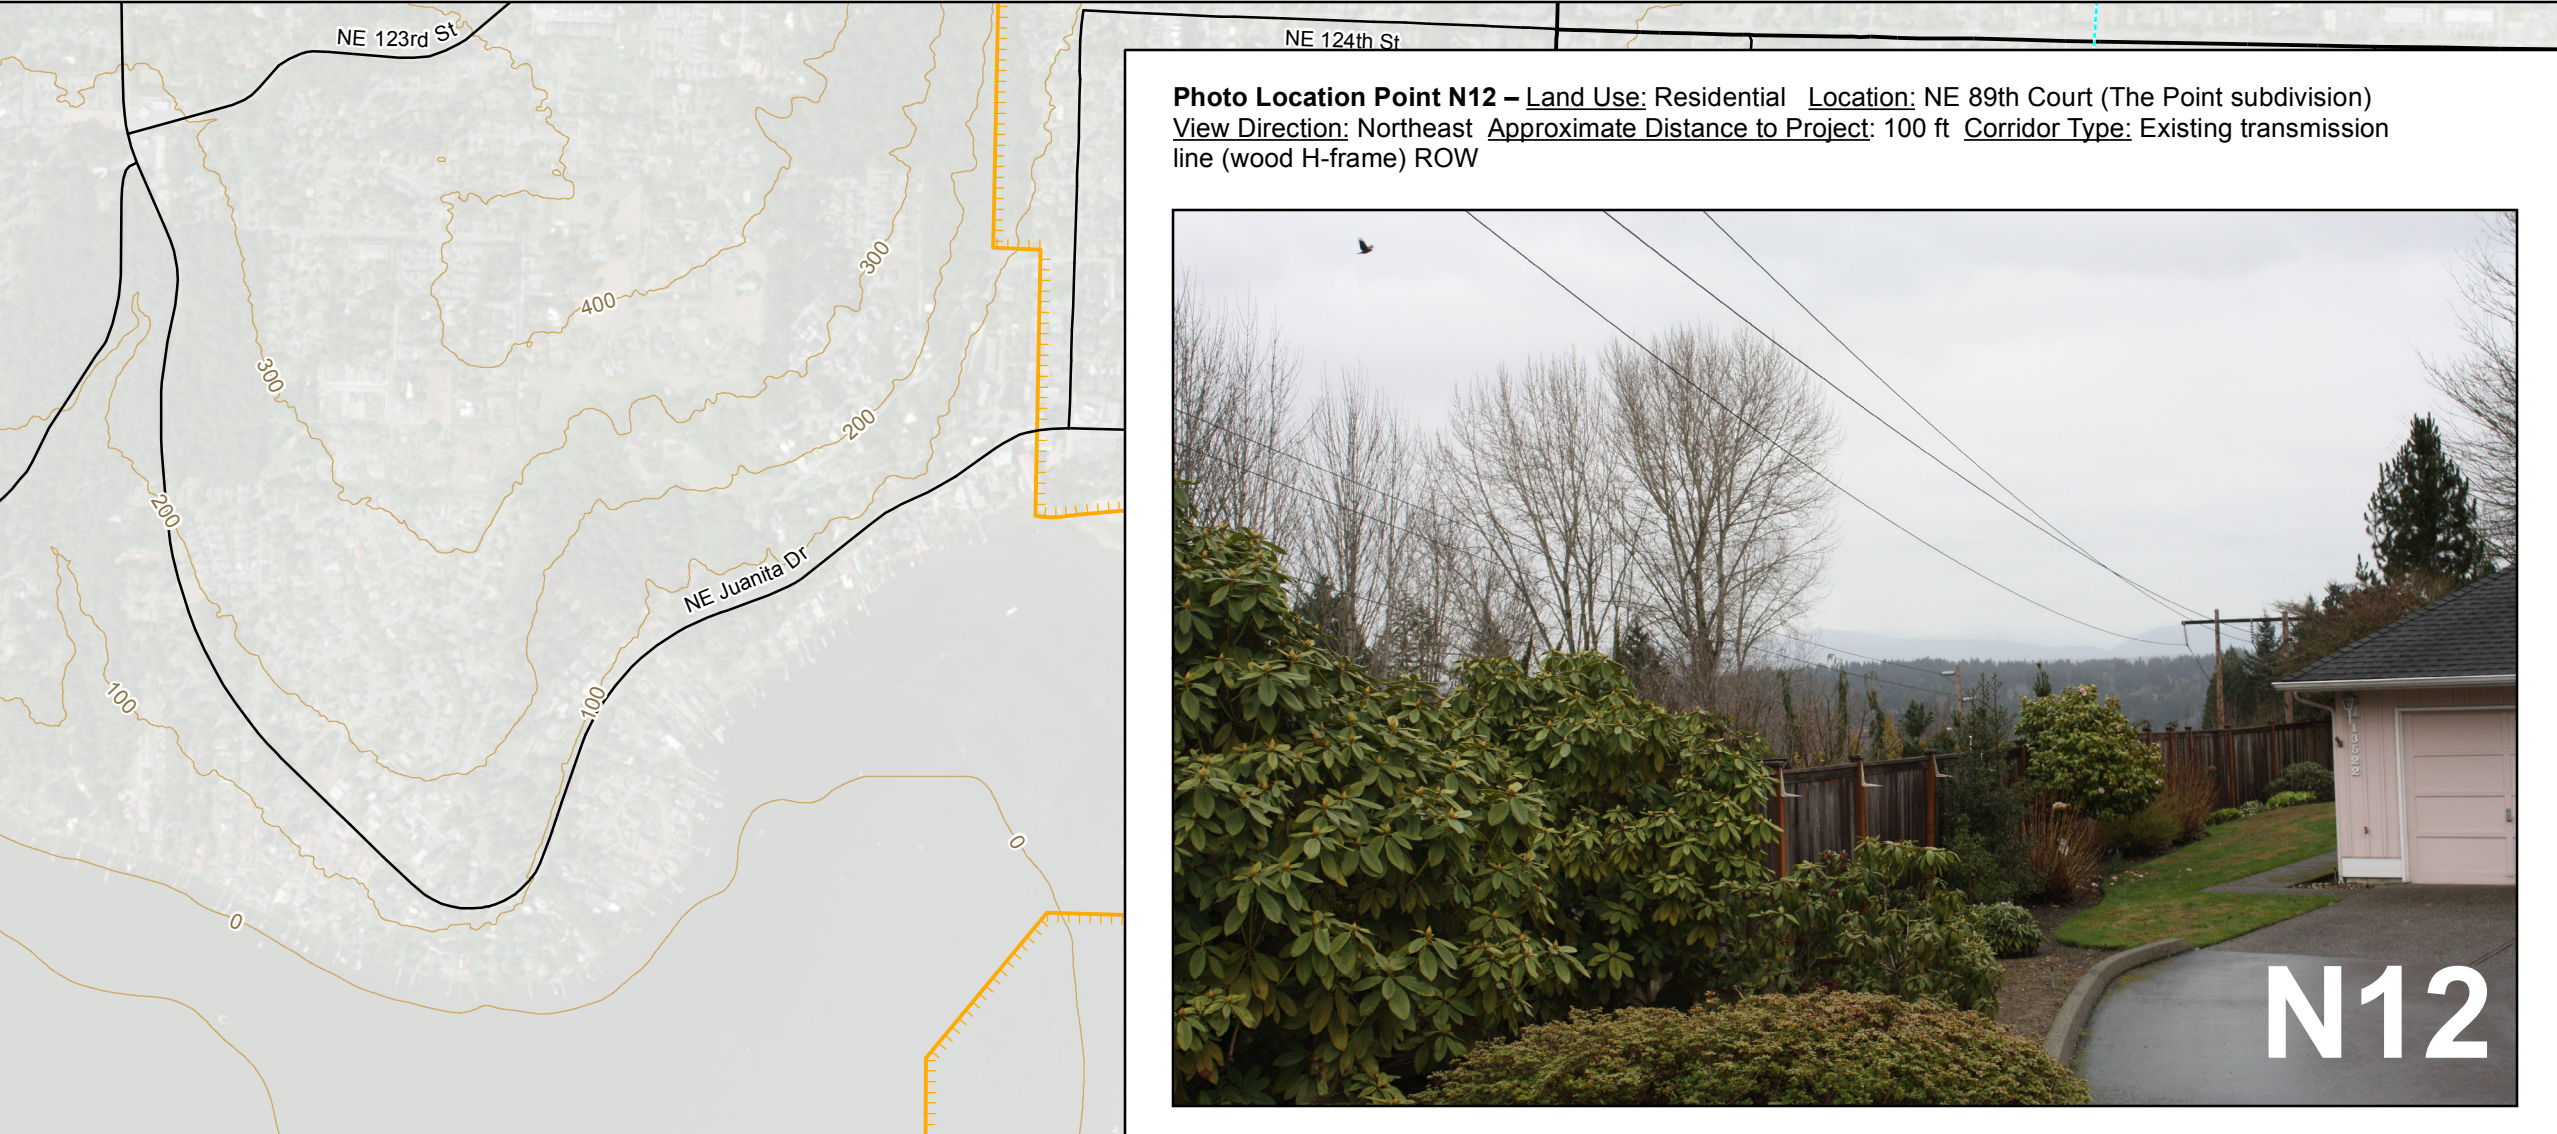 NE 123rd St
NE 124th St
Photo Location Point N12 – Land Use: Residential Location: NE 89th Court (The Point subdivision)
View Direction: Northeast Approximate Distance to Project: 100 ft Corridor Type: Existing transmission
line (wood H-frame) ROW
300
400
300
200
200
NE Juanita Dr
100
100
0
0
13522
N12